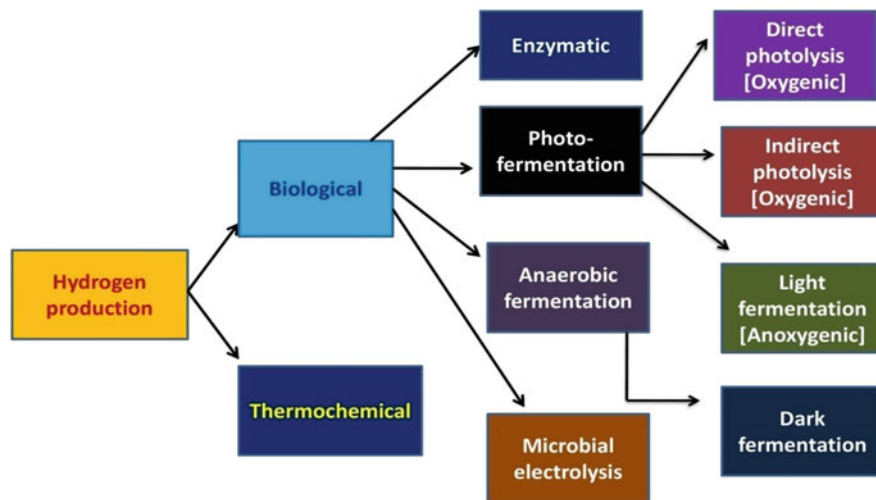 Hydrogen
production
Biological
Thermochemical
Enzymatic
Photo-
fermentation
Anaerobic
fermentation
Microbial
electrolysis
Direct
photolysis
[Oxygenic]
Indirect
photolysis
[Oxygenic]
Light
fermentation
[Anoxygenic]
Dark
fermentation